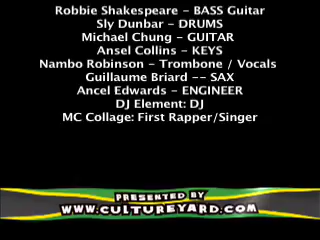 Robbie Shakespeare - BASS Guitar
Sly Dunbar - DRUMS
Michael Chung - GUITAR
Ansel Collins - KEYS
Nambo Robinson - Trombone / Vocals
Guillaume Briard -- SAX
Ancel Edwards - ENGINEER
DJ Element: DJ
MC Collage: First Rapper/Singer
PRESENTED BY
WWW.CULTUREYARD.COM